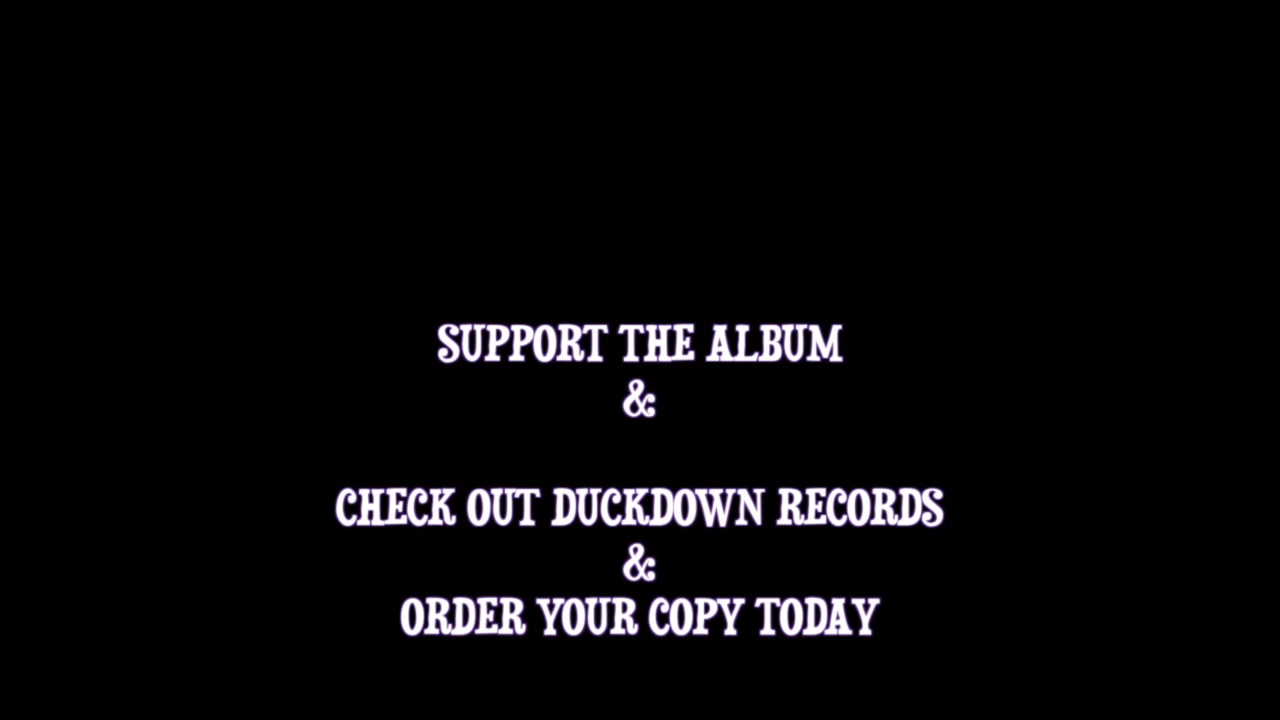 SUPPORT THE ALBUM
&
CHECK OUT DUCKDOWN RECORDS
&
ORDER YOUR COPY TODAY